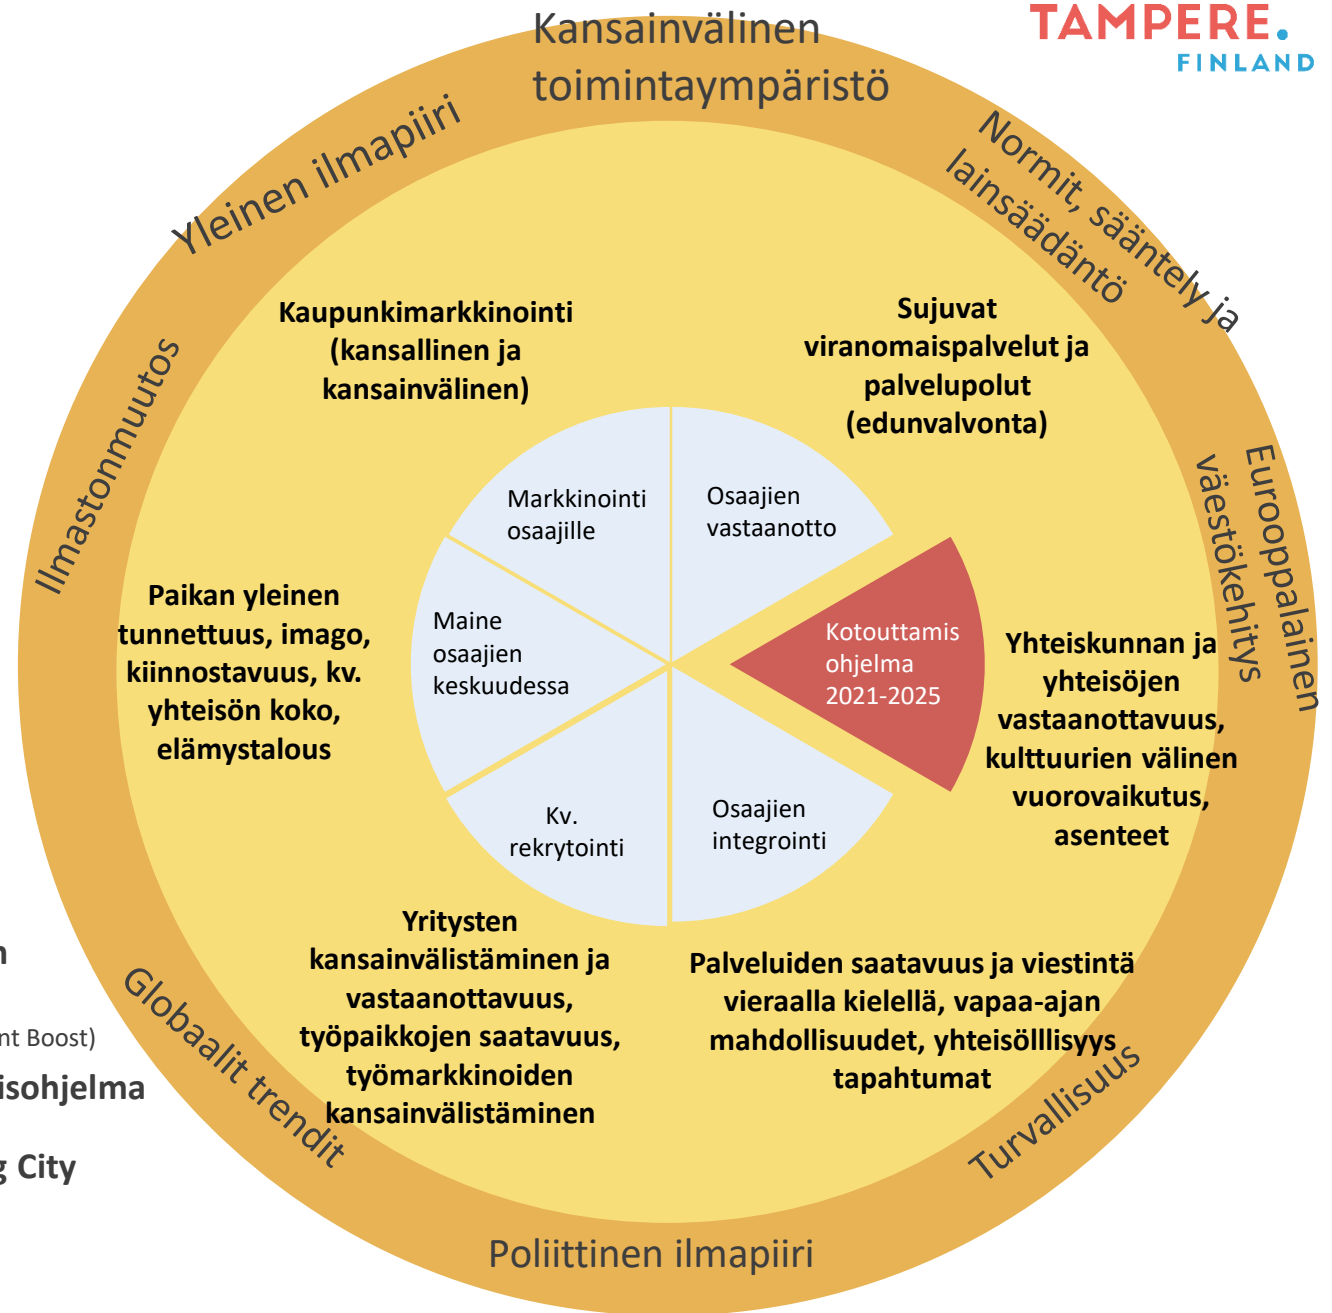 TAMPERE.
FINLAND
Kansainvälinen
toimintaympäristö
Normit, sääntely ja
lainsäädäntö
Eurooppalainen
väestökehitys
Turvallisuus
Poliittinen ilmapiiri
Globaalit trendit
Ilmastonmuutos
Yleinen ilmapiiri
Kaupunkimarkkinointi
(kansallinen ja
kansainvälinen)
Sujuvat
viranomaispalvelut ja
palvelupolut
(edunvalvonta)
Yhteiskunnan ja
yhteisöjen
vastaanottavuus,
kulttuurien välinen
vuorovaikutus,
asenteet
Palveluiden saatavuus ja viestintä
vieraalla kielellä, vapaa-ajan
mahdollisuudet, yhteisölllisyys
tapahtumat
Yritysten
kansainvälistäminen ja
vastaanottavuus,
työpaikkojen saatavuus,
työmarkkinoiden
kansainvälistäminen
Paikan yleinen
tunnettuus, imago,
kiinnostavuus, kv.
yhteisön koko,
elämystalous
Markkinointi
osaajille
Osaajien
vastaanotto
Kotouttamis
ohjelma
2021-2025
Osaajien
integrointi
Kv.
rekrytointi
Maine
osaajien
keskuudessa
n
nt Boost)
isohjelma
g City